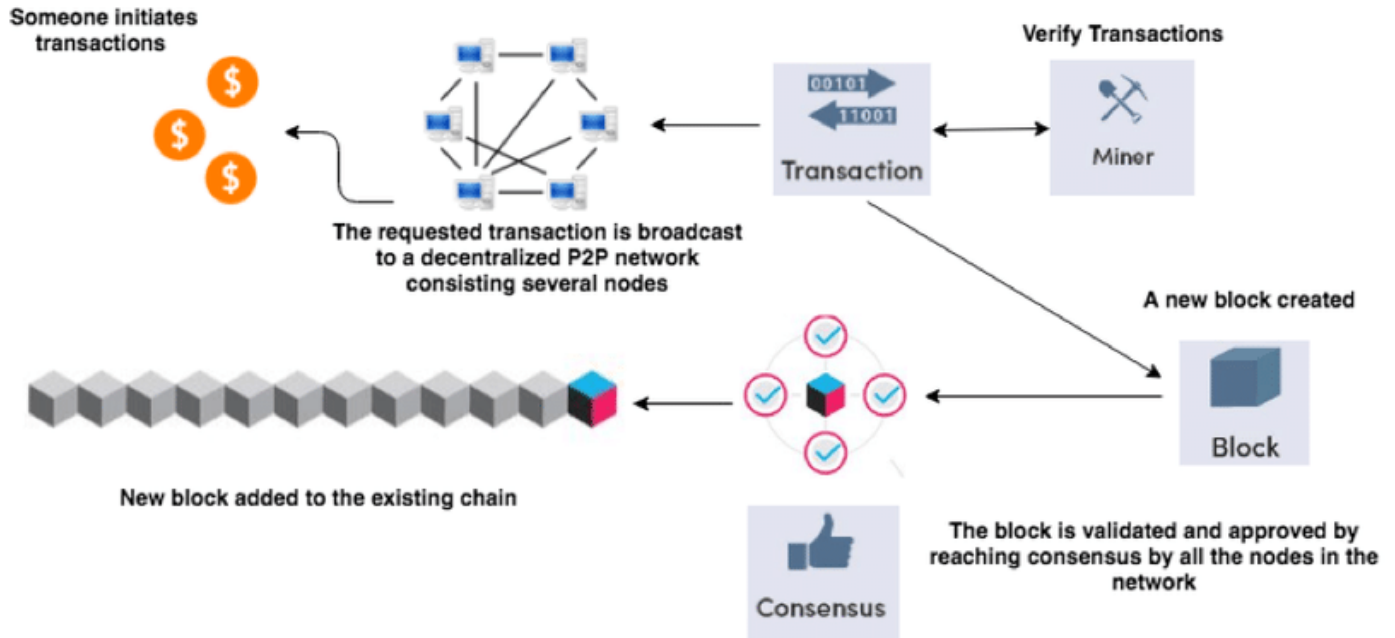 Someone initiates
transactions
$
$
$
The requested transaction is broadcast
to a decentralized P2P network
consisting several nodes
00101
11001
Transaction
Verify Transactions
Miner
A new block created
Block
New block added to the existing chain
Consensus
The block is validated and approved by
reaching consensus by all the nodes in the
network